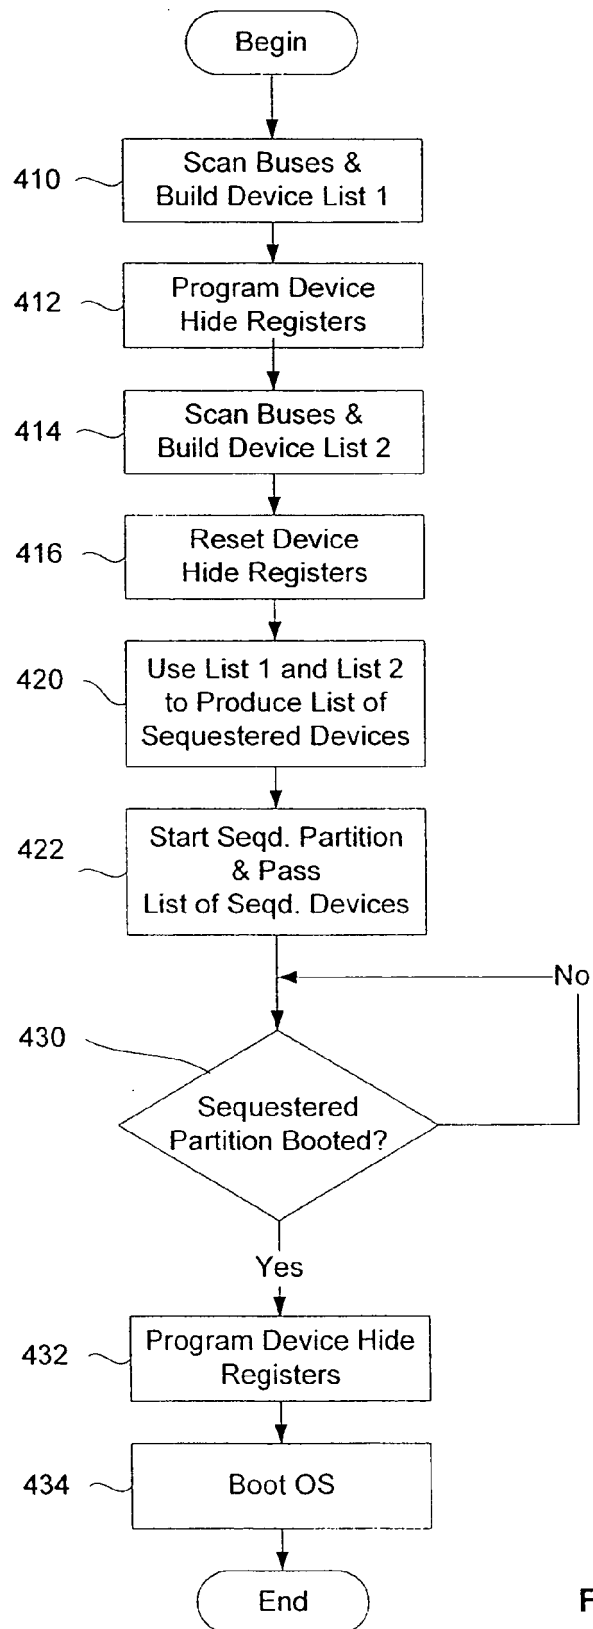 Begin
410
Scan Buses &
Build Device List 1
412
Program Device
Hide Registers
414
Scan Buses &
Build Device List 2
416
Reset Device
Hide Registers
420
Use List 1 and List 2
to Produce List of
Sequestered Devices
422
Start Seqd. Partition
& Pass
List of Seqd. Devices
No
430
Sequestered
Partition Booted?
Yes
432
Program Device Hide
Registers
434
Boot OS
End
F